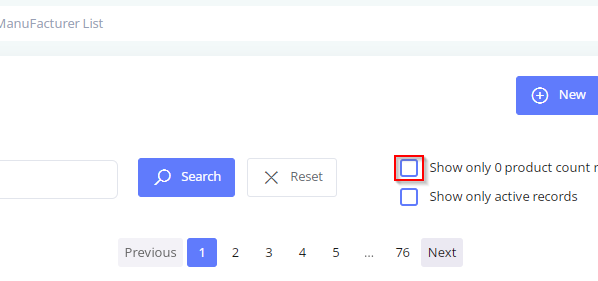 ManuFacturer List
New
Search
Reset
Show only 0 product count
Show only active records
Previous 1 2 3 4 5 ... 76 Next